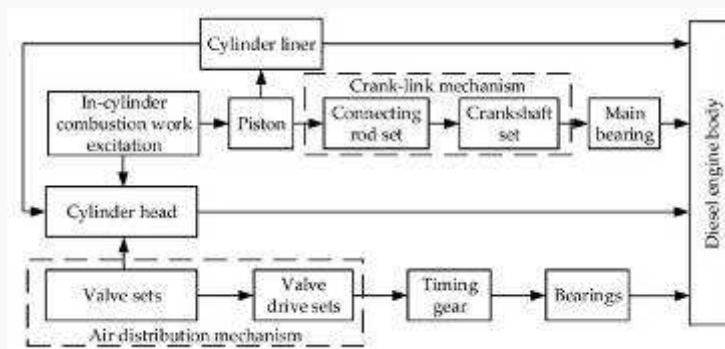 Cylinder liner
Crank-link mechanism
In-cylinder
combustion work
excitation
Piston
Connecting
rod set
Crankshaft
set
Main
bearing
Diesel engine body
Cylinder head
Valve sets
Valve
drive sets
Timing
gear
Bearings
Air distribution mechanism